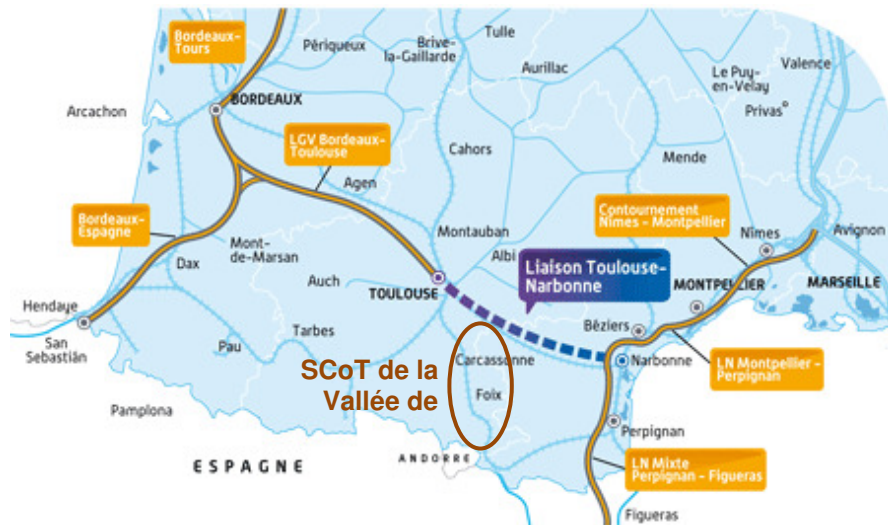 Bordeaux-
Tours
Périgueux
Brive-
la-Gaillarde
Tulle
Aurillac
Le Puy-
en-Velay
Valence
Privas
Arcachon
BORDEAUX
LGV Bordeaux-
Toulouse
Agen
Cahors
Mende
Bordeaux-
Espagne
Mont-
de-Marsan
Dax
Montauban
Albi
Contournement
Nîmes - Montpellier
Nîmes
Avignon
Auch
TOULOUSE
Liaison Toulouse-
Narbonne
MONTPELLIER
MARSEILLE
Hendaye
San
Sebastián
Pau
Tarbes
Béziers
Carcassonne
Narbonne
SCoT de la
Vallée de
Foix
LN Montpellier -
Perpignan
Pamplona
Perpignan
ESPAGNE
ANDORRE
LN Mixte
Perpignan - Figueras
Figueras